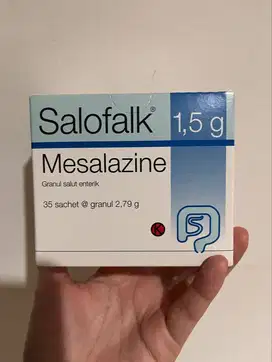 Salofalk® 1,5 g
Mesalazine
Granul salut enterik
35 sachet @ granul 2,79 g
K